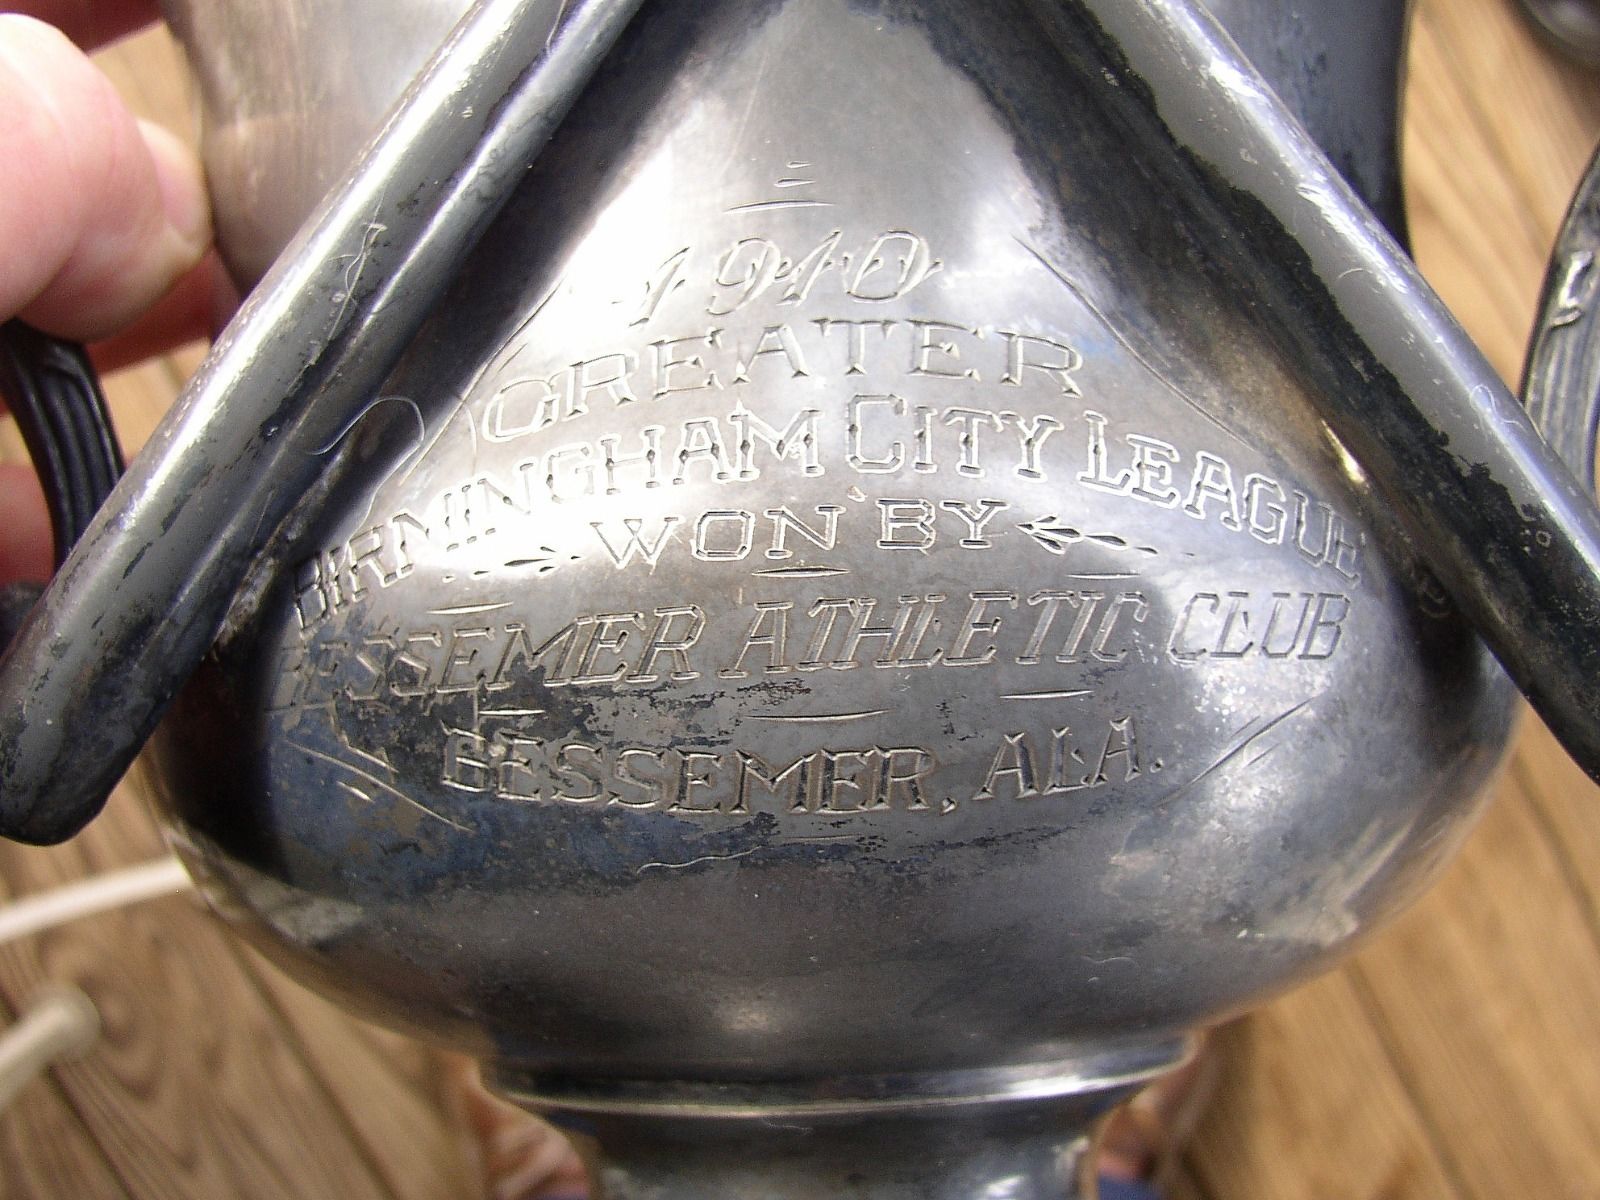 1910
GREATER
BIRMINGHAM CITY LEAGUE
WON BY
BESSEMER ATHLETIC CLUB
BESSEMER, ALA.